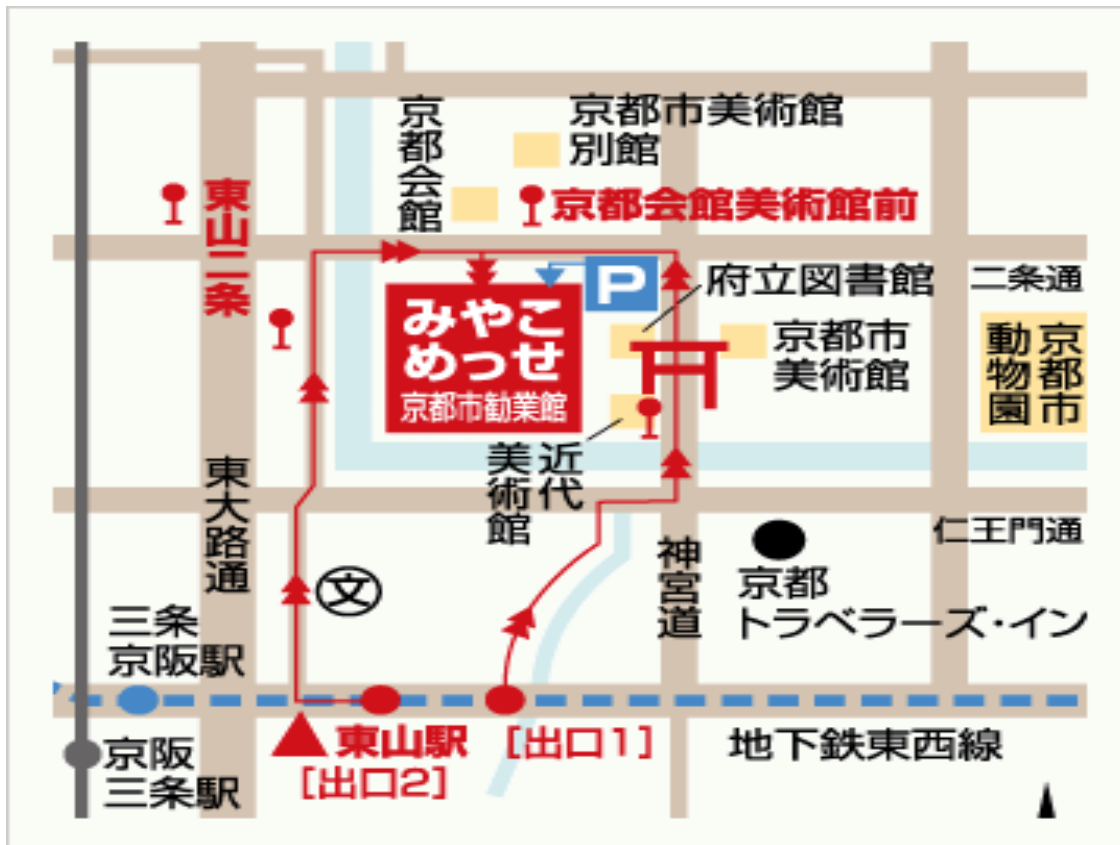 京都会館
京都市美術館
別館
東山二条
京都会館美術館前
P
府立図書館
二条通
みやこ
めっせ
京都市勧業館
京都市
美術館
京都市
動物園
近代
美術館
東大路通
仁王門通
文
神宮道
京都
トラベラーズ・イン
三条
京阪駅
東山駅
[出口2]
[出口1]
地下鉄東西線
京阪
三条駅